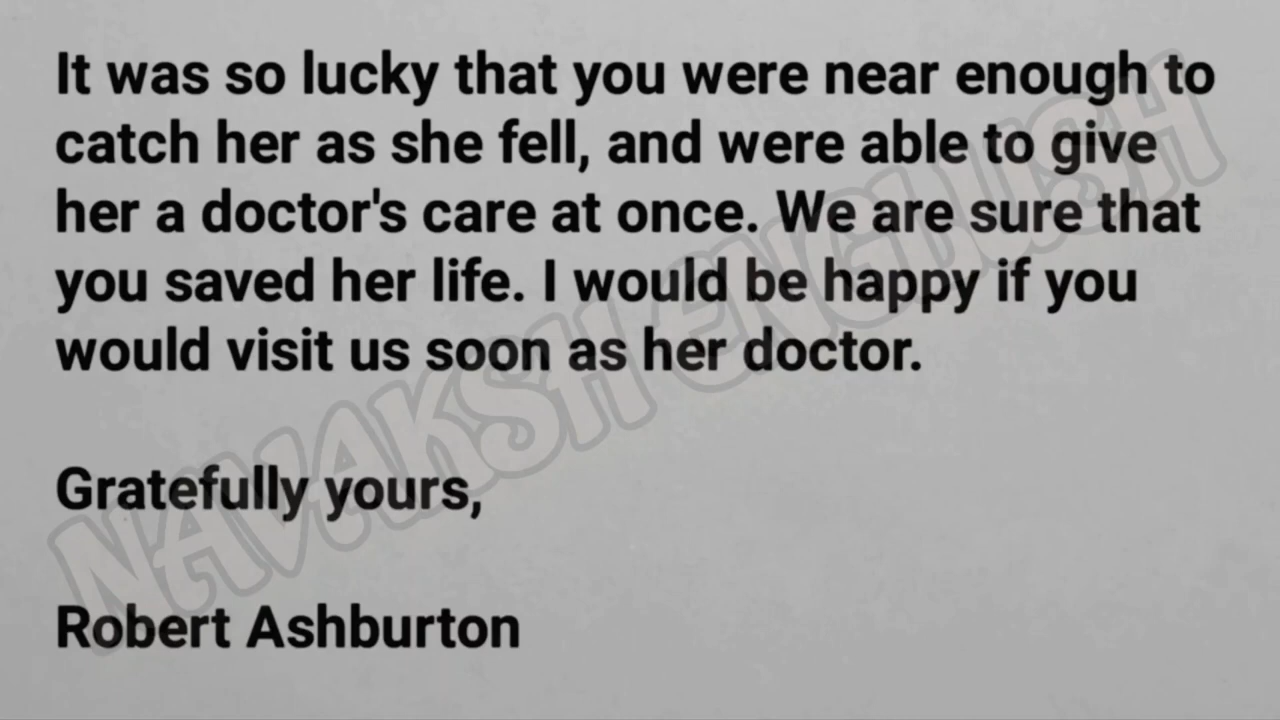 It was so lucky that you were near enough to
catch her as she fell, and were able to give
her a doctor's care at once. We are sure that
you saved her life. I would be happy if you
would visit us soon as her doctor.
Gratefully yours,
Robert Ashburton
NAVAKSH ENGLISH